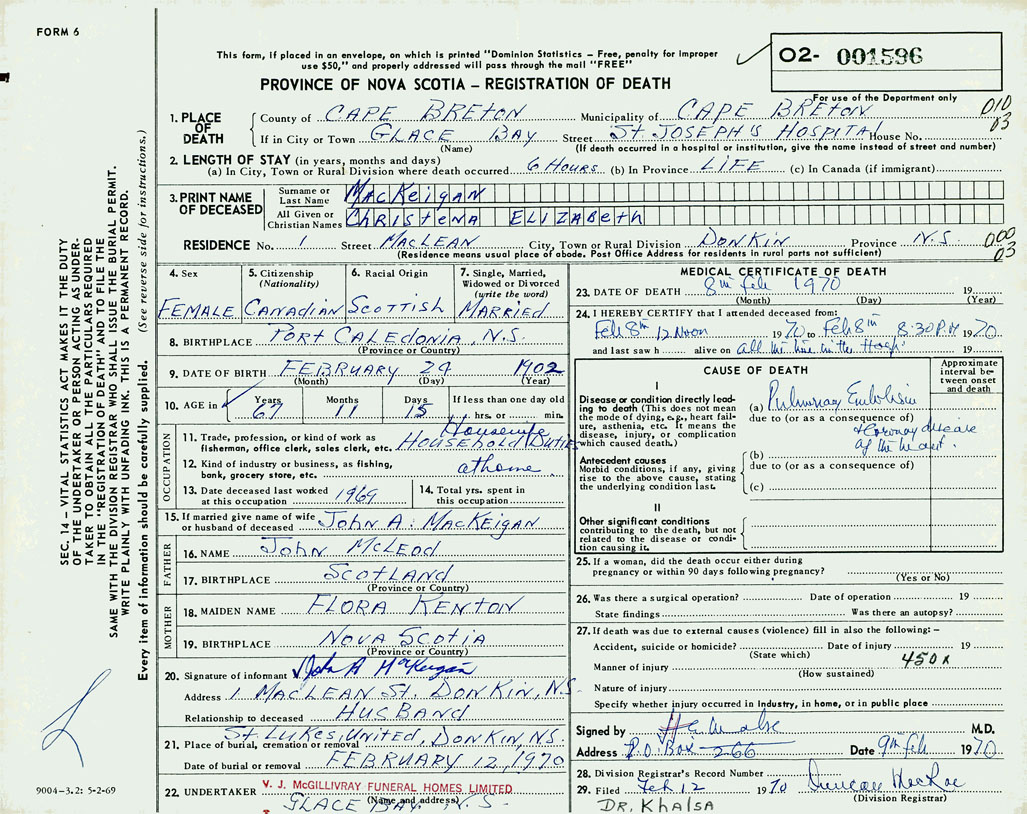 FORM 6
This form, if placed in an envelope, on which is printed "Dominion Statistics – Free, penalty for improper
use $50," and properly addressed will pass through the mail "FREE"
O2- 001596
PROVINCE OF NOVA SCOTIA – REGISTRATION OF DEATH
For use of the Department only
1. PLACE OF DEATH
County of CAPE BRETON Municipality of CAPE BRETON 010
If in City or Town GLACE BAY Street ST JOSEPH'S HOSPITAL House No. 03
(Name) (If death occurred in a hospital or institution, give the name instead of street and number)
2. LENGTH OF STAY (in years, months and days)
(a) In City, Town or Rural Division where death occurred 6 HOURS (b) In Province LIFE (c) In Canada (if immigrant)
3. PRINT NAME OF DECEASED
Surname or Last Name MacKeigan
All Given or Christian Names Christena ELIZABETH
RESIDENCE No. 1 Street MACLEAN City, Town or Rural Division DONKIN Province N.S. 000
(Residence means usual place of abode. Post Office Address for residents in rural parts not sufficient) 03
4. Sex
FEMALE
5. Citizenship
(Nationality)
Canadian
6. Racial Origin
Scottish
7. Single, Married,
Widowed or Divorced
(write the word)
MARRIED
8. BIRTHPLACE PORT CALEDONIA, N.S.
(Province or Country)
9. DATE OF BIRTH FEBRUARY 24 1902
(Month) (Day) (Year)
10. AGE in
Years Months Days If less than one day old
67 11 15 hrs. or min.
OCCUPATION
11. Trade, profession, or kind of work as
fisherman, office clerk, sales clerk, etc. Housewife
HOUSEHOLD DUTIES
12. Kind of industry or business, as fishing,
bank, grocery store, etc. at home
13. Date deceased last worked
at this occupation 1969
14. Total yrs. spent in
this occupation
15. If married give name of wife
or husband of deceased JOHN A. MACKEIGAN
FATHER
16. NAME JOHN MCLEOD
17. BIRTHPLACE SCOTLAND
(Province or Country)
MOTHER
18. MAIDEN NAME FLORA KENTON
19. BIRTHPLACE NOVA SCOTIA
(Province or Country)
20. Signature of informant John A McKeigan
Address 1 MACLEAN ST. DONKIN, N.S.
Relationship to deceased HUSBAND
21. Place of burial, cremation or removal ST. LUKES, UNITED, DONKIN, N.S.
Date of burial or removal FEBRUARY 12, 1970
22. UNDERTAKER V. J. McGILLIVRAY FUNERAL HOMES LIMITED
(Name and address)
GLACE BAY, N.S.
MEDICAL CERTIFICATE OF DEATH
23. DATE OF DEATH 8th Feb 1970 19
(Month) (Day) (Year)
24. I HEREBY CERTIFY that I attended deceased from:
Feb 8th 12 Noon 1970 to Feb 8th 8:30 P.M 1970
and last saw h alive on all the time in the Hosp. 19
CAUSE OF DEATH
Approximate
interval between
onset
and death
I
Disease or condition directly leading
to death (This does not
mean the mode of dying, e.g., heart failure,
asthenia, etc. It means the
disease, injury, or complication
which caused death.)
(a) Pulmonary Embolism
due to (or as a consequence of)
Coronary disease
of the heart
Antecedent causes
Morbid conditions, if any, giving
rise to the above cause, stating
the underlying condition last.
(b)
due to (or as a consequence of)
(c)
II
Other significant conditions
contributing to the death, but not
related to the disease or condition
causing it.
25. If a woman, did the death occur either during
pregnancy or within 90 days following pregnancy?
(Yes or No)
26. Was there a surgical operation? Date of operation 19
State findings Was there an autopsy?
27. If death was due to external causes (violence) fill in also the following:–
Accident, suicide or homicide? Date of injury 19
(State which)
Manner of injury 450X
(How sustained)
Nature of injury
Specify whether injury occurred in industry, in home, or in public place
Signed by M.D.
Address P.O. Box 266 Date 9th Feb 1970
28. Division Registrar's Record Number
29. Filed Feb 12 1970 Duncan MacRae
(Division Registrar)
DR. KHALSA
SEC. 14 – VITAL STATISTICS ACT MAKES IT THE DUTY
OF THE UNDERTAKER OR PERSON ACTING AS UNDERTAKER
TO OBTAIN ALL THE PARTICULARS REQUIRED
IN THE "REGISTRATION OF DEATH" AND TO FILE THE
SAME WITH THE DIVISION REGISTRAR WHO SHALL ISSUE THE BURIAL PERMIT.
WRITE PLAINLY WITH UNFADING INK. THIS IS A PERMANENT RECORD.
Every item of information should be carefully supplied. (See reverse side for instructions.)
9004-3.2: 5-2-69